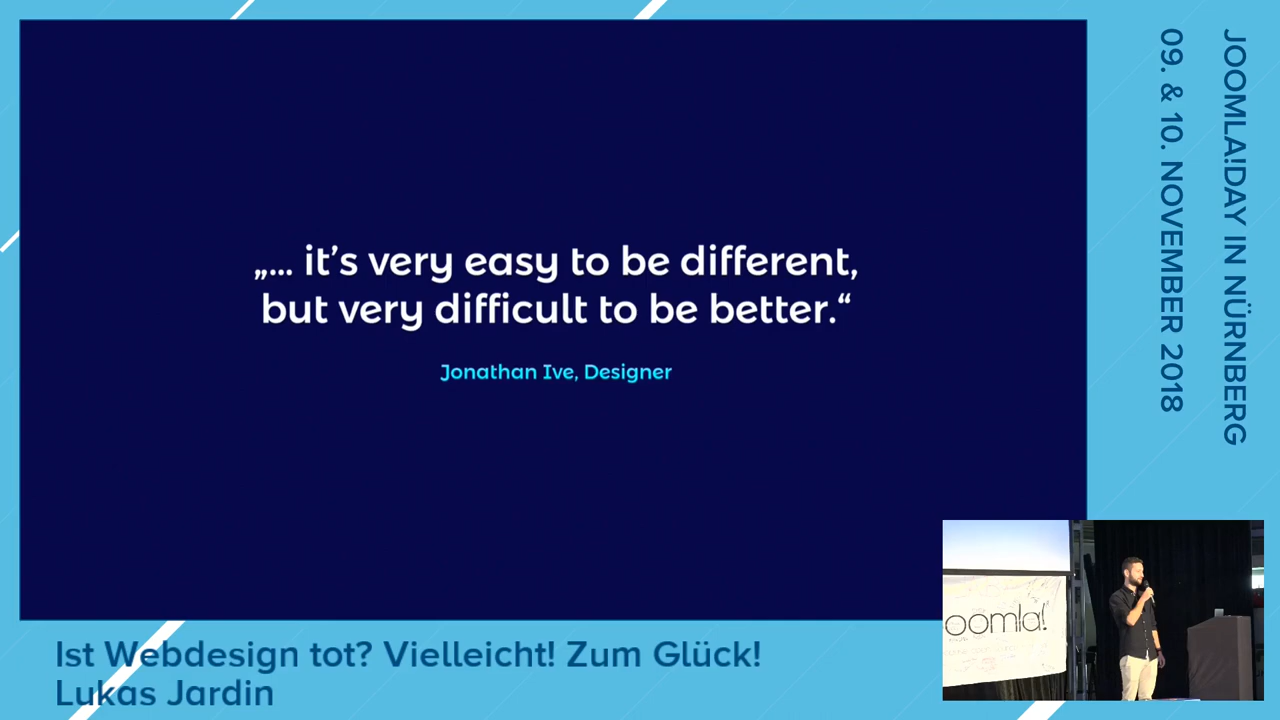 „... it’s very easy to be different,
but very difficult to be better.“
Jonathan Ive, Designer
JOOMLA!DAY IN NÜRNBERG
09. & 10. NOVEMBER 2018
oomla!
Ist Webdesign tot? Vielleicht! Zum Glück!
Lukas Jardin